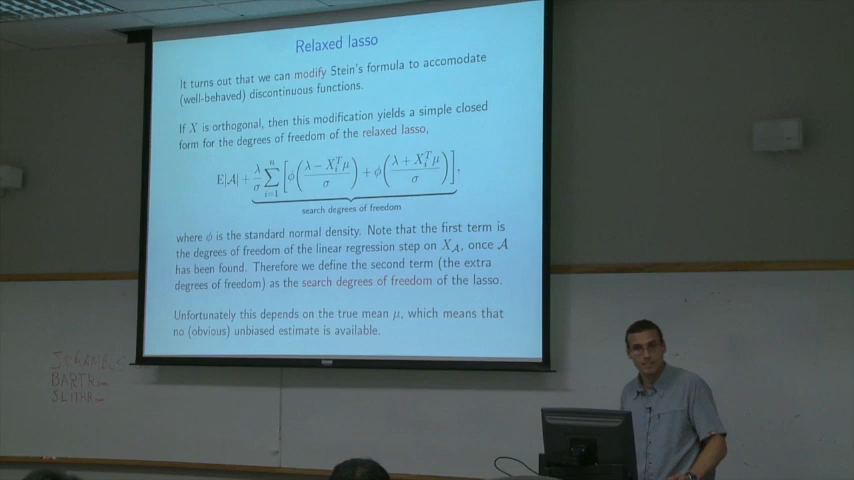 Relaxed lasso
It turns out that we can modify Stein's formula to accomodate
(well-behaved) discontinuous functions.
If X is orthogonal, then this modification yields a simple closed
form for the degrees of freedom of the relaxed lasso,
E|𝒜| + λ/σ ∑_{i=1}^{n} [ϕ((λ − X_i^T μ)/σ) + ϕ((λ + X_i^T μ)/σ)],
search degrees of freedom
where ϕ is the standard normal density. Note that the first term is
the degrees of freedom of the linear regression step on X_𝒜, once 𝒜
has been found. Therefore we define the second term (the extra
degrees of freedom) as the search degrees of freedom of the lasso.
Unfortunately this depends on the true mean μ, which means that
no (obvious) unbiased estimate is available.